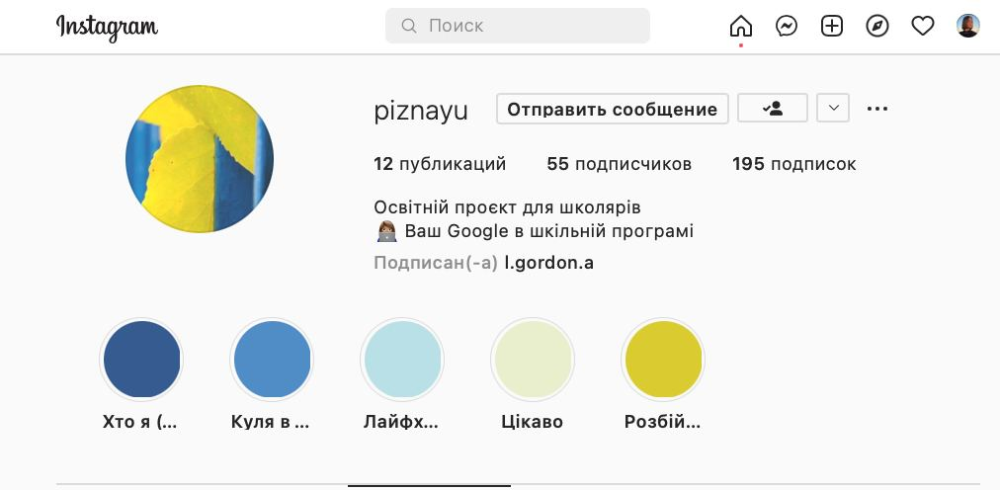 Instagram
Поиск
piznayu
Отправить сообщение
12 публикаций 55 подписчиков 195 подписок
Освітній проєкт для школярів
👩🏽‍💻 Ваш Google в шкільній програмі
Подписан(-а) l.gordon.a
Хто я (... Куля в ... Лайфх... Цікаво Розбій...